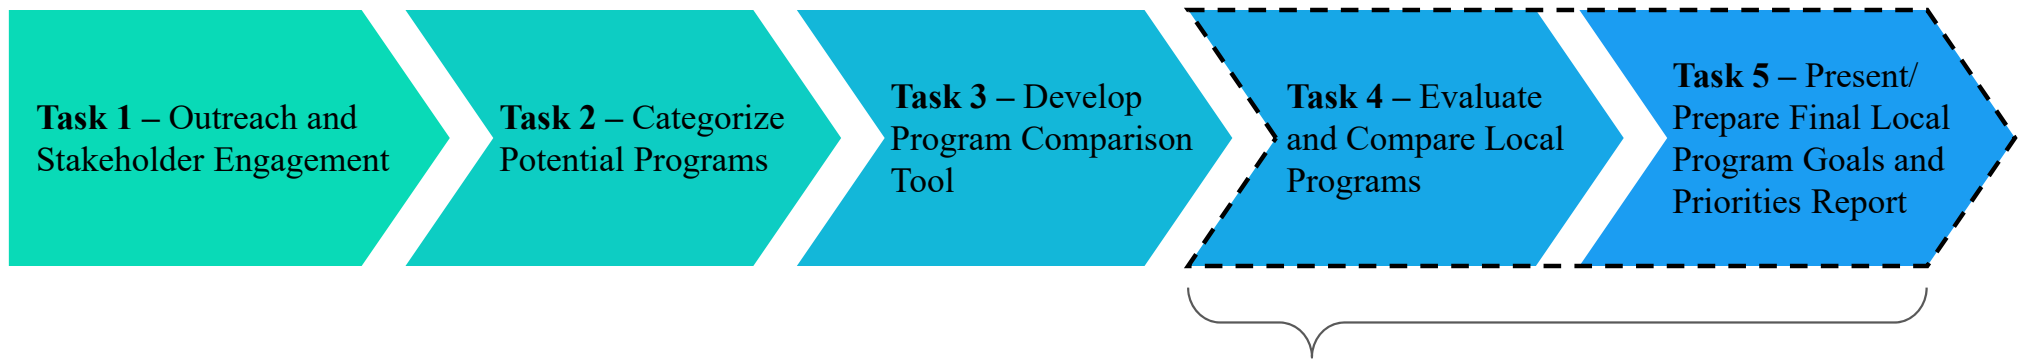 Task 1 – Outreach and
Stakeholder Engagement
Task 2 – Categorize
Potential Programs
Task 3 – Develop
Program Comparison
Tool
Task 4 – Evaluate
and Compare Local
Programs
Task 5 – Present/
Prepare Final Local
Program Goals and
Priorities Report